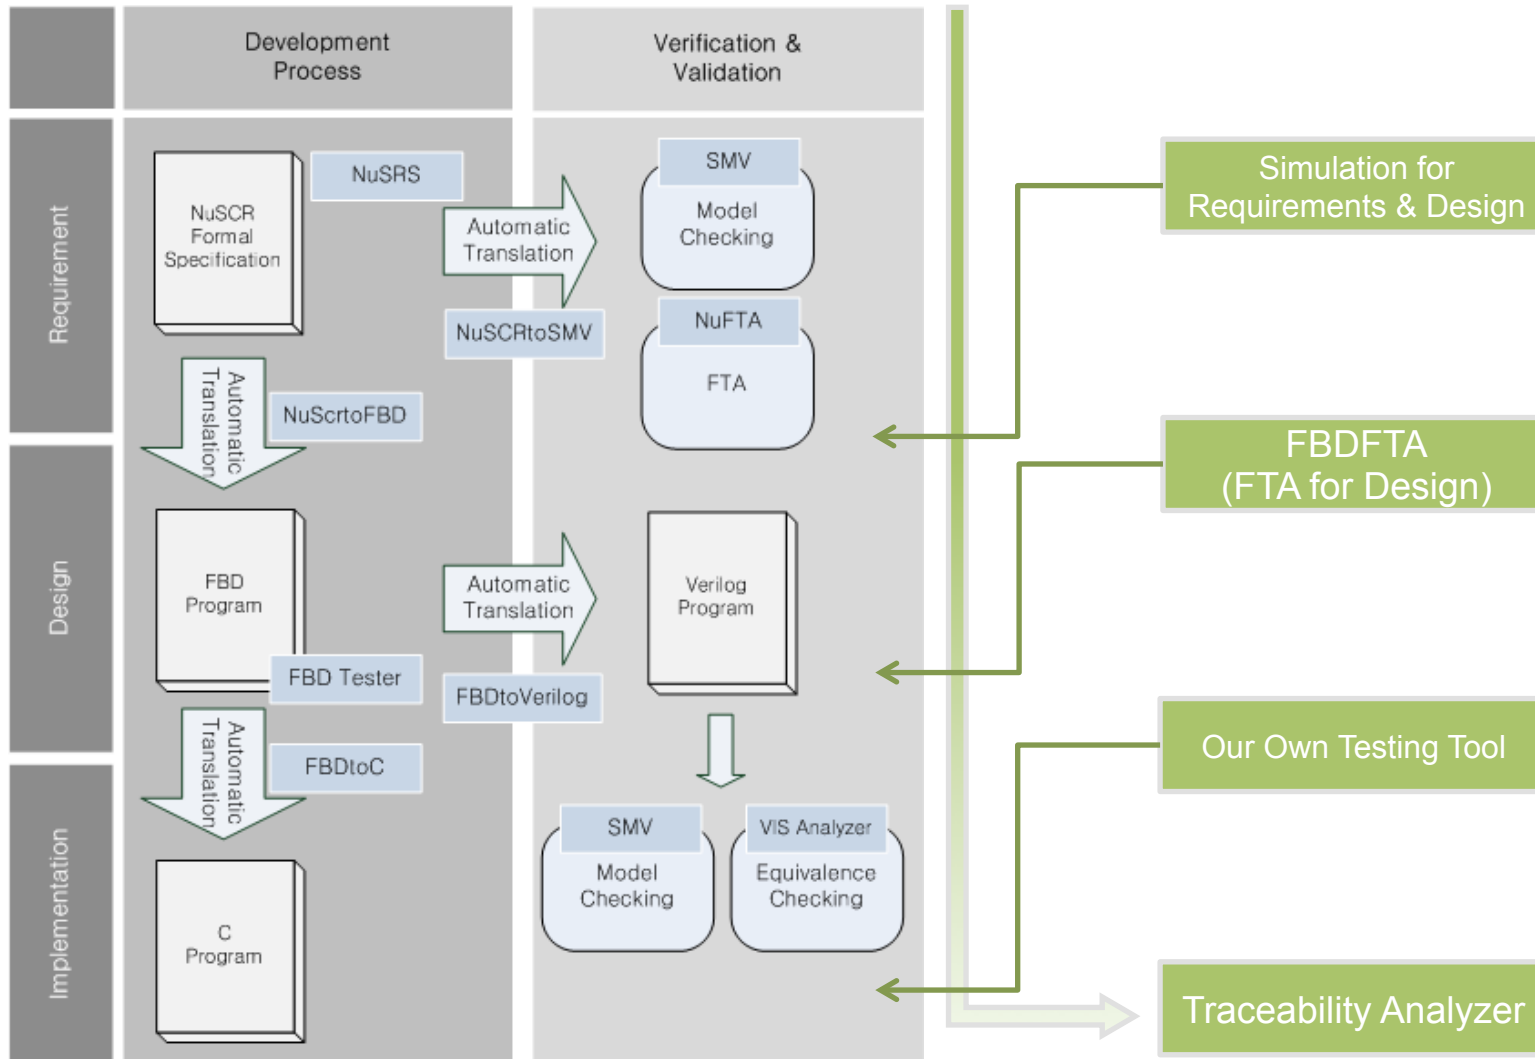 Development
Process
Verification &
Validation
Requirement
NuSCR
Formal
Specification
NuSRS
Automatic
Translation
NuSCRtoSMV
SMV
Model
Checking
NuFTA
FTA
Simulation for
Requirements & Design
Automatic
Translation
NuScrtoFBD
Design
FBD
Program
FBD Tester
Automatic
Translation
FBDtoVerilog
Verilog
Program
FBDFTA
(FTA for Design)
Automatic
Translation
FBDtoC
Our Own Testing Tool
Implementation
C
Program
SMV
Model
Checking
VIS Analyzer
Equivalence
Checking
Traceability Analyzer